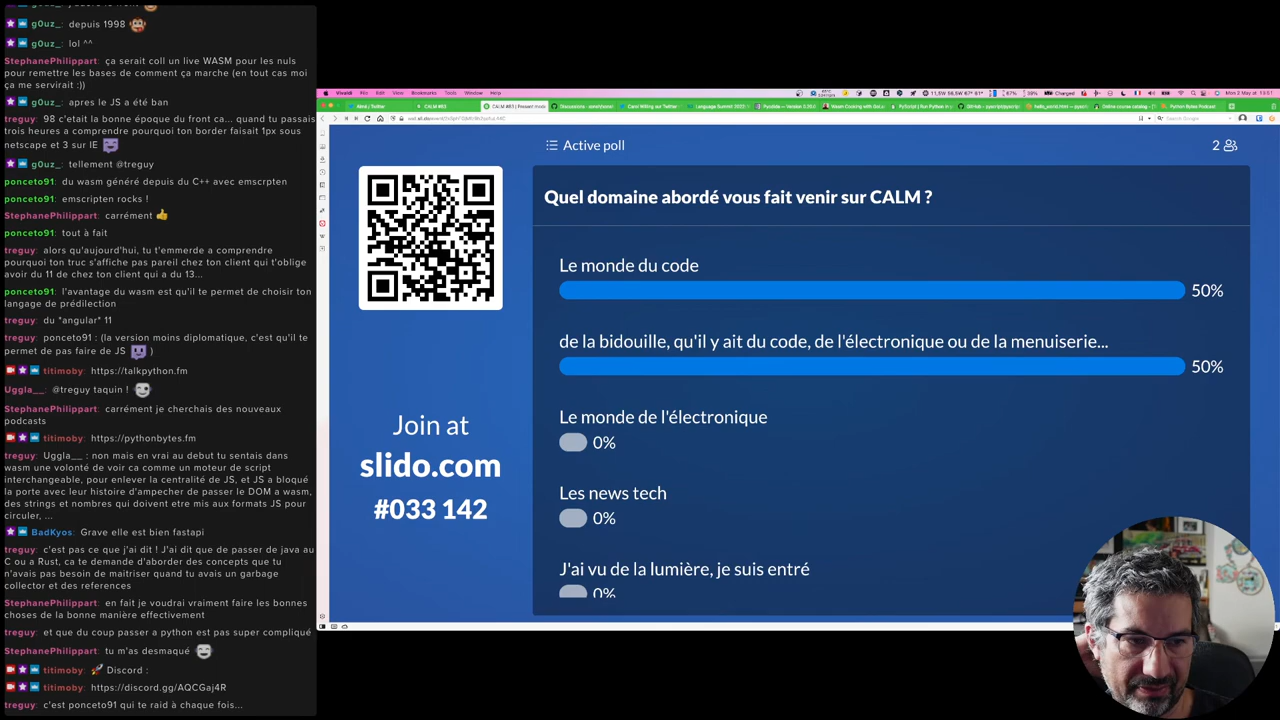 g0uz_: depuis 1998
g0uz_: lol ^^
StephanePhilippart: ça serait coll un live WASM pour les nuls
pour remettre les bases de comment ça marche (en tout cas moi
ça me servirait :))
g0uz_: apres le JS a été ban
treguy: 98 c'etait la bonne époque du front ca... quand tu passais
trois heures a comprendre pourquoi ton border faisait 1px sous
netscape et 3 sur IE
g0uz_: tellement @treguy
ponceto91: du wasm généré depuis du C++ avec emscrpten
ponceto91: emscripten rocks !
StephanePhilippart: carrément
ponceto91: tout à fait
treguy: alors qu'aujourd'hui, tu t'emmerde a comprendre
pourquoi ton truc s'affiche pas pareil chez ton client qui t'oblige
avoir du 11 de chez ton client qui a du 13...
ponceto91: l'avantage du wasm est qu'il te permet de choisir ton
langage de prédilection
treguy: du "angular" 11
treguy: ponceto91 : (la version moins diplomatique, c'est qu'il te
permet de pas faire de JS )
titimoby: https://talkpython.fm
Uggla__: @treguy taquin !
StephanePhilippart: carrément je cherchais des nouveaux
podcasts
titimoby: https://pythonbytes.fm
treguy: Uggla__ : non mais en vrai au debut tu sentais dans
wasm une volonté de voir ca comme un moteur de script
interchangeable, pour enlever la centralité de JS, et JS a bloqué
la porte avec leur histoire d'ampecher de passer le DOM a wasm,
des strings et nombres qui doivent etre mis aux formats JS pour
circuler, ...
BadKyos: Grave elle est bien fastapi
treguy: c'est pas ce que j'ai dit ! J'ai dit que de passer de java au
C ou a Rust, ca te demande d'aborder des concepts que tu
n'avais pas besoin de maitriser quand tu avais un garbage
collector et des references
StephanePhilippart: en fait je voudrai vraiment faire les bonnes
choses de la bonne manière effectivement
treguy: et que du coup passer a python est pas super compliqué
StephanePhilippart: tu m'as desmaqué
titimoby: Discord :
titimoby: https://discord.gg/AQCGaj4R
treguy: c'est ponceto91 qui te raid à chaque fois...
Vivaldi File Edit View Bookmarks Tools Window Help
Mon 2 May at 13:51
Active poll
2
Quel domaine abordé vous fait venir sur CALM ?
Le monde du code
50%
de la bidouille, qu'il y ait du code, de l'électronique ou de la menuiserie...
50%
Le monde de l'électronique
0%
Les news tech
0%
J'ai vu de la lumière, je suis entré
0%
Join at
slido.com
#033 142